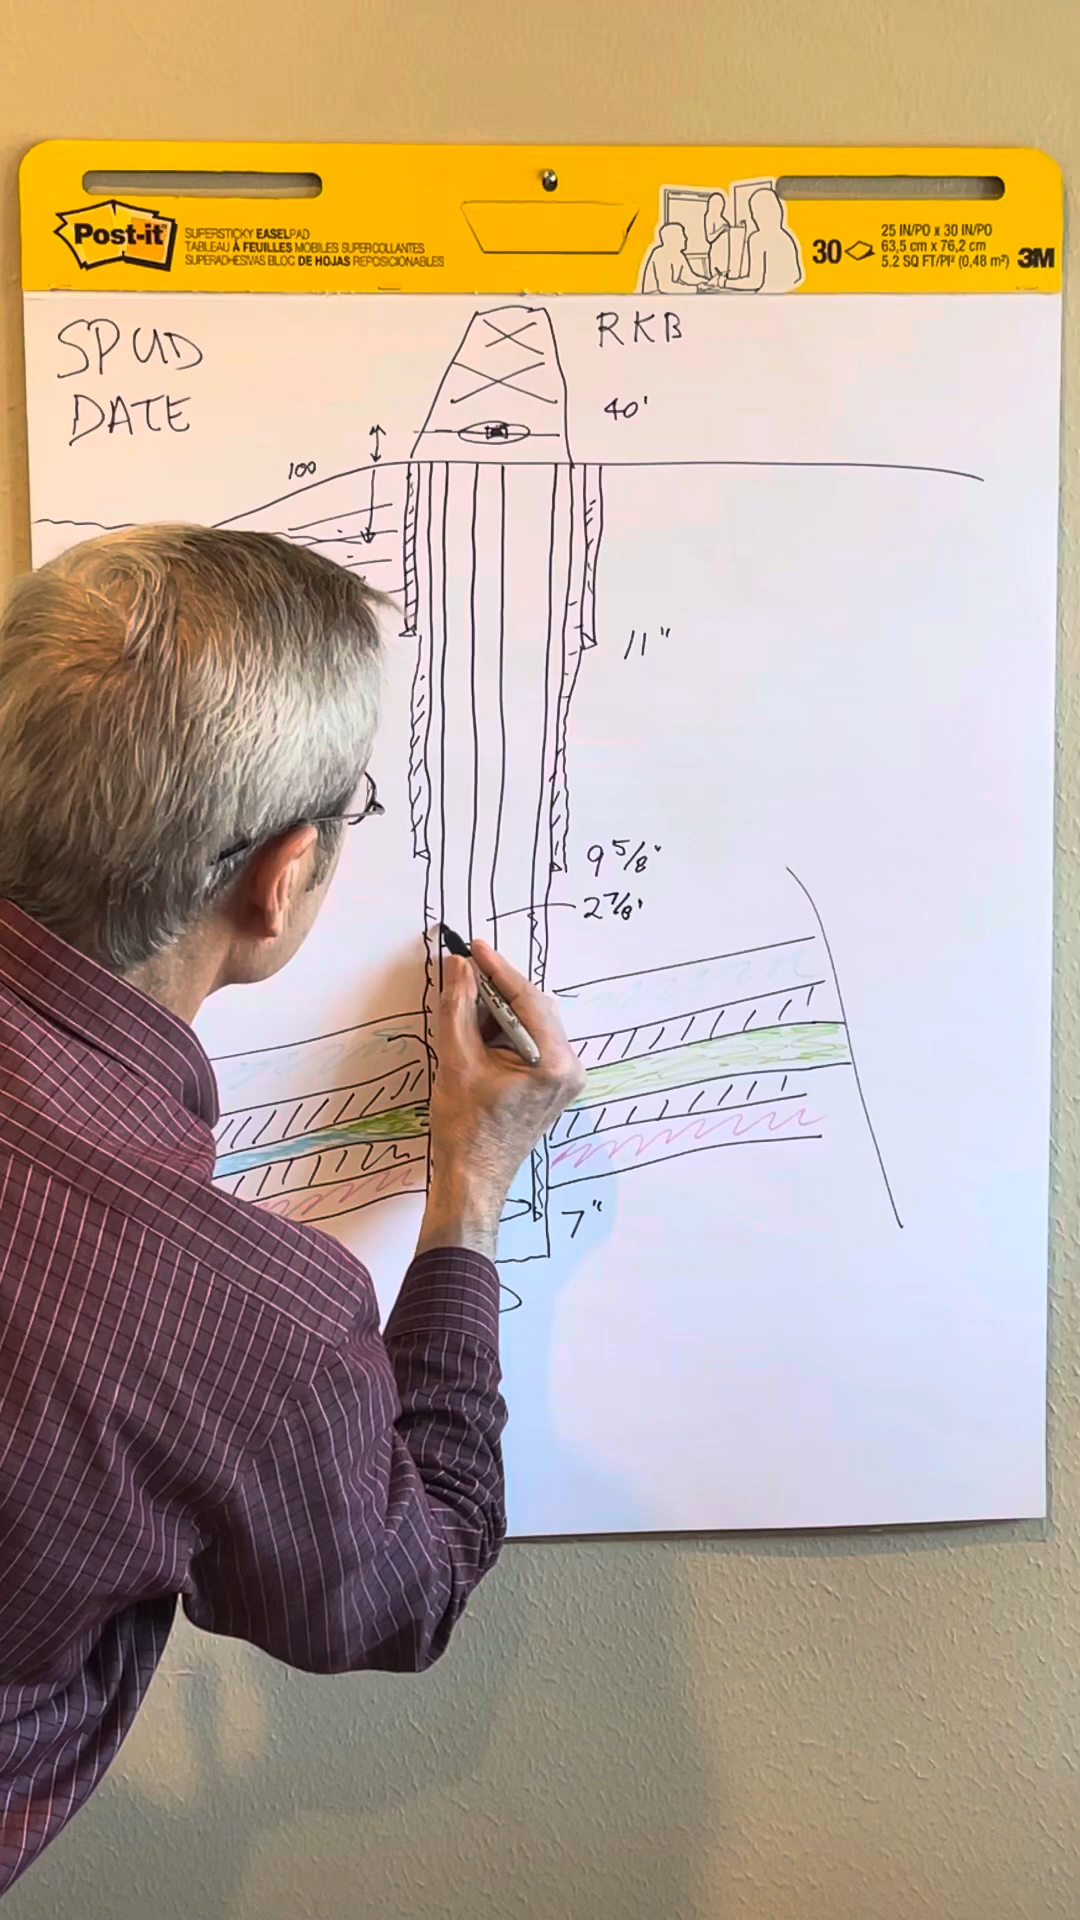 Post-it
SUPERSTICKY EASELPAD
TABLEAU À FEUILLES MOBILES SUPERCOLLANTES
SUPERADHESIVAS BLOC DE HOJAS REPOSICIONABLES
30
25 IN/PO x 30 IN/PO
63,5 cm x 76,2 cm
5.2 SQ FT/PI² (0,48 m²)
3M
SPUD
DATE
RKB
40'
100
11"
9 5/8"
2 7/8'
7"